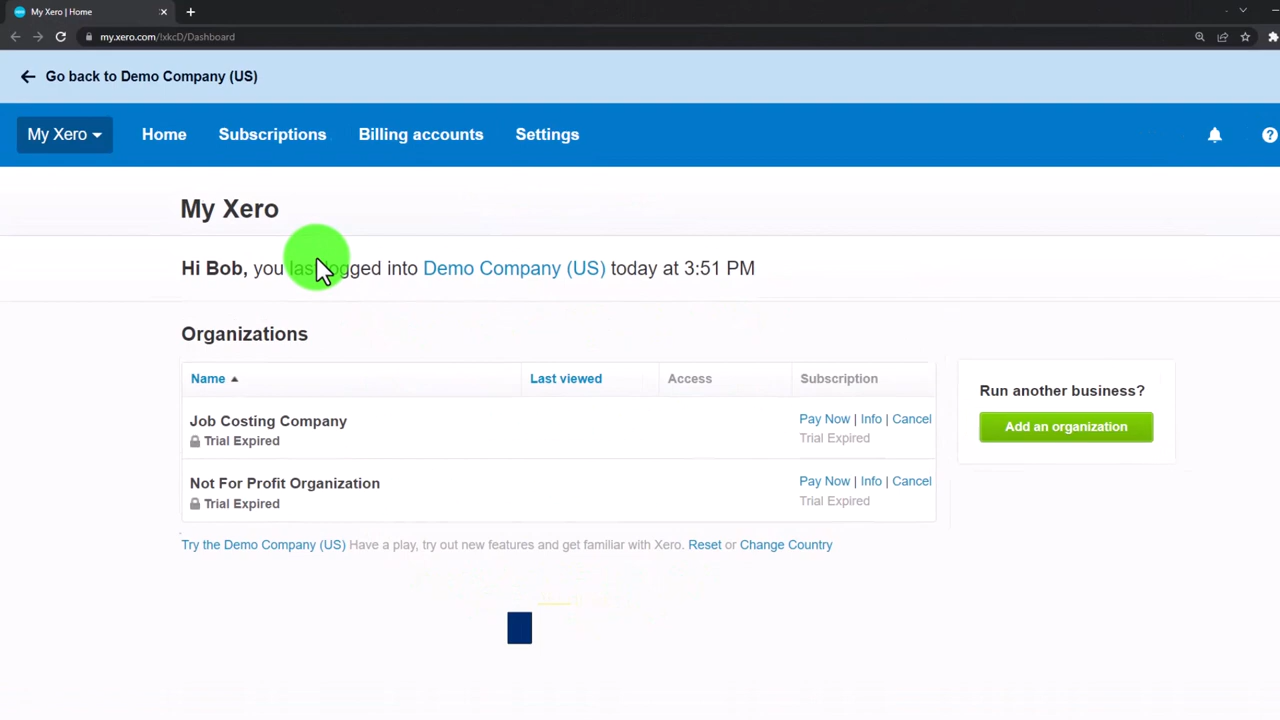 My Xero | Home
my.xero.com/!xkcD/Dashboard
Go back to Demo Company (US)
My Xero Home Subscriptions Billing accounts Settings
My Xero
Hi Bob, you last logged into Demo Company (US) today at 3:51 PM
Organizations
Name Last viewed Access Subscription
Job Costing Company
Trial Expired
Pay Now | Info | Cancel
Trial Expired
Not For Profit Organization
Trial Expired
Pay Now | Info | Cancel
Trial Expired
Run another business?
Add an organization
Try the Demo Company (US) Have a play, try out new features and get familiar with Xero. Reset or Change Country